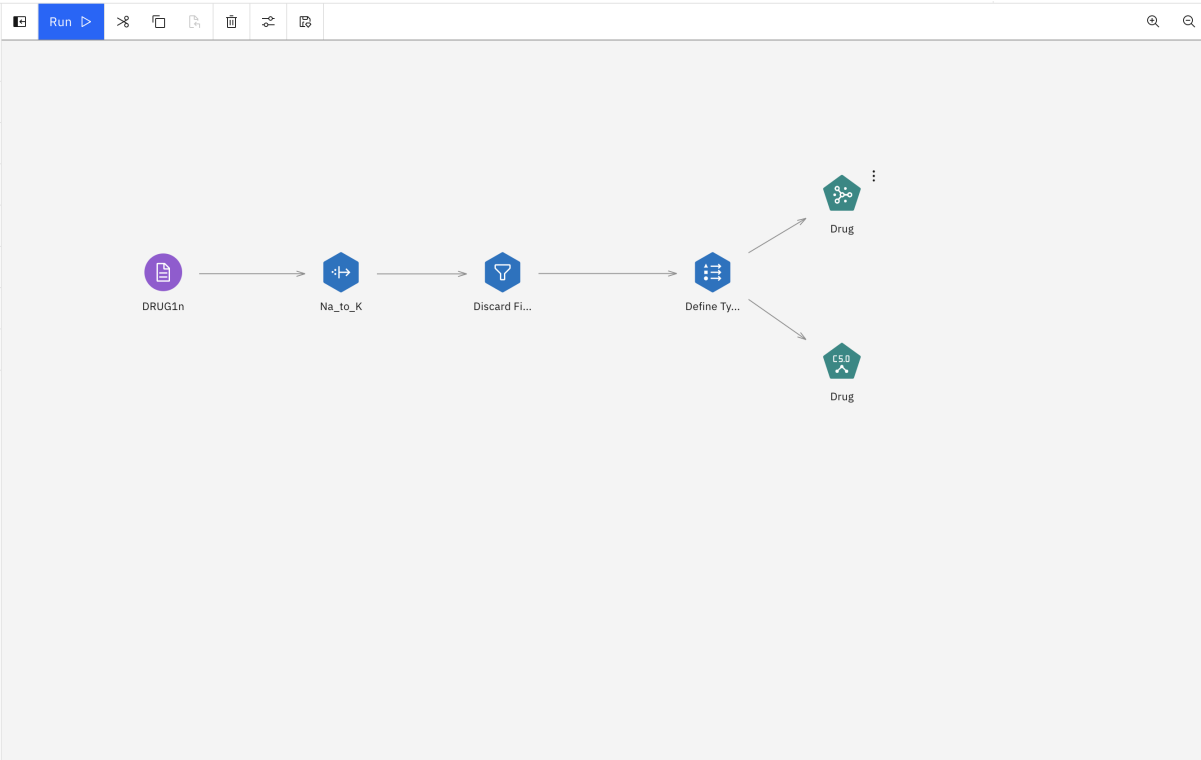 Run
Drug
DRUG1n
Na_to_K
Discard Fi...
Define Ty...
C5.0
Drug